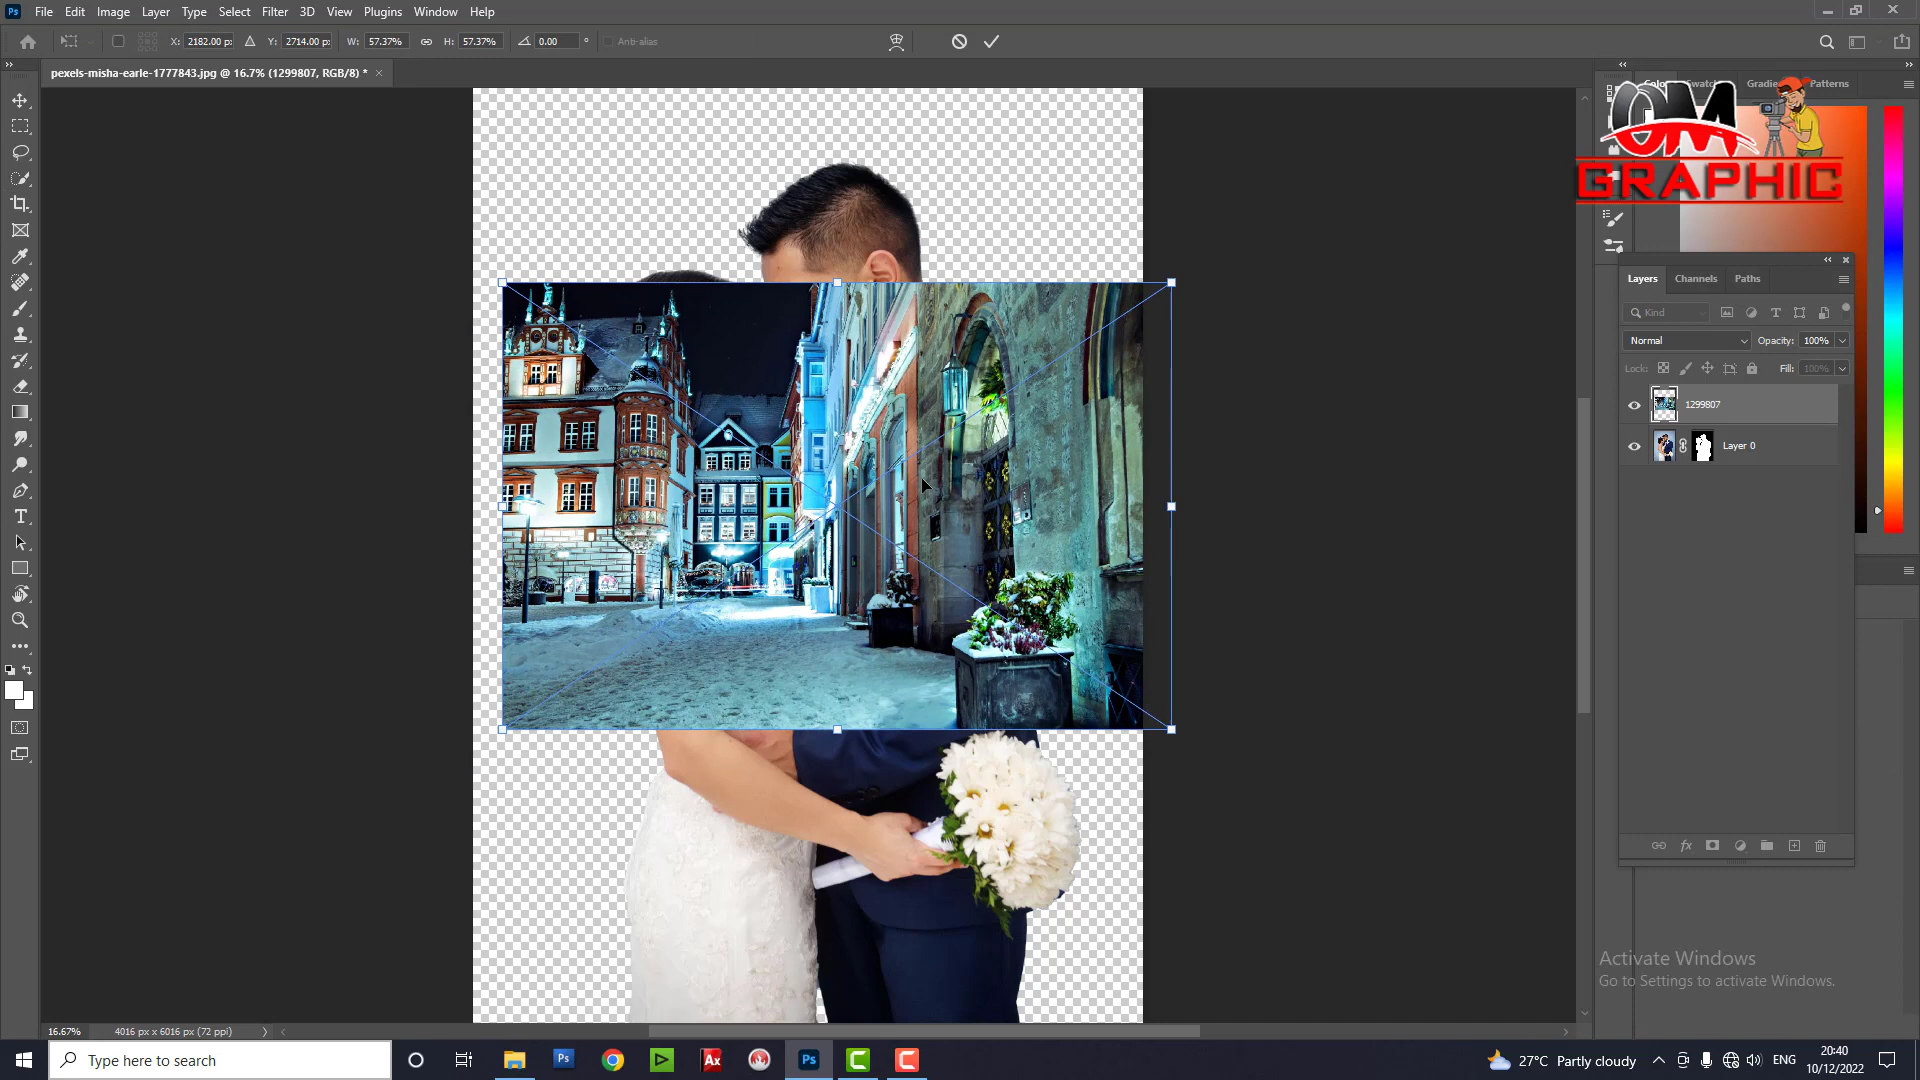 Ps File Edit Image Layer Type Select Filter 3D View Plugins Window Help
X: 2182.00 p: Y: 2714.00 p: W: 57.37% H: 57.37% 0.00 ° Anti-alias
pexels-misha-earle-1777843.jpg @ 16.7% (1299807, RGB/8) * ×
Patterns
OM
GRAPHIC
Layers Channels Paths
Kind
Normal Opacity: 100%
Lock: Fill: 100%
1299807
Layer 0
fx
Activate Windows
Go to Settings to activate Windows.
16.67% 4016 px x 6016 px (72 ppi)
Type here to search
27°C Partly cloudy ENG
20:40
10/12/2022